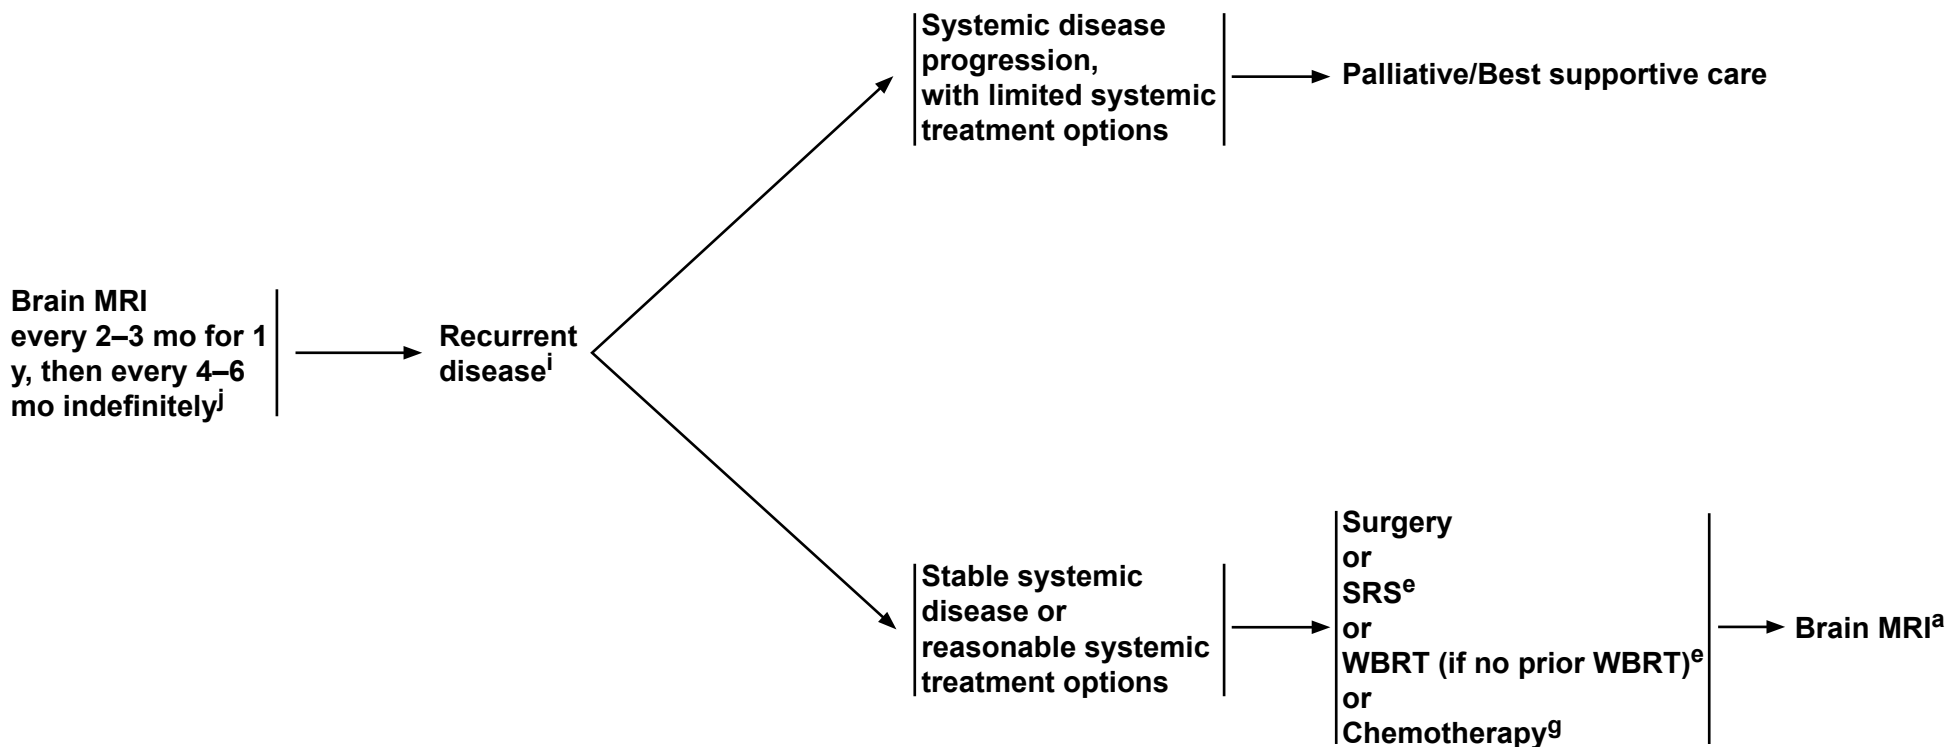 Brain MRI
every 2–3 mo for 1
y, then every 4–6
mo indefinitelyj
Recurrent
diseasei
Systemic disease
progression,
with limited systemic
treatment options
Palliative/Best supportive care
Stable systemic
disease or
reasonable systemic
treatment options
Surgery
or
SRSe
or
WBRT (if no prior WBRT)e
or
Chemotherapyg
Brain MRIa